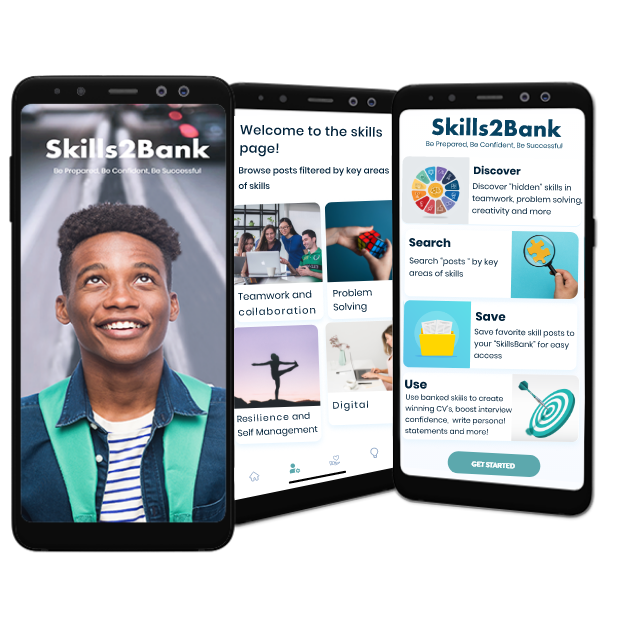 Skills2Bank
Be Prepared, Be Confident, Be Successful
Welcome to the skills
page!
Browse posts filtered by key areas
of skills
Teamwork and
collaboration
Problem
Solving
Resilience and
Self Management
Digital
Skills2Bank
Be Prepared, Be Confident, Be Successful
Discover
Discover "hidden" skills in
teamwork, problem solving,
creativity and more
Search
Search "posts " by key
areas of skills
Save
Save favorite skill posts to
your "SkillsBank" for easy
access
Use
Use banked skills to create
winning CV's, boost interview
confidence, write personal
statements and more!
GET STARTED